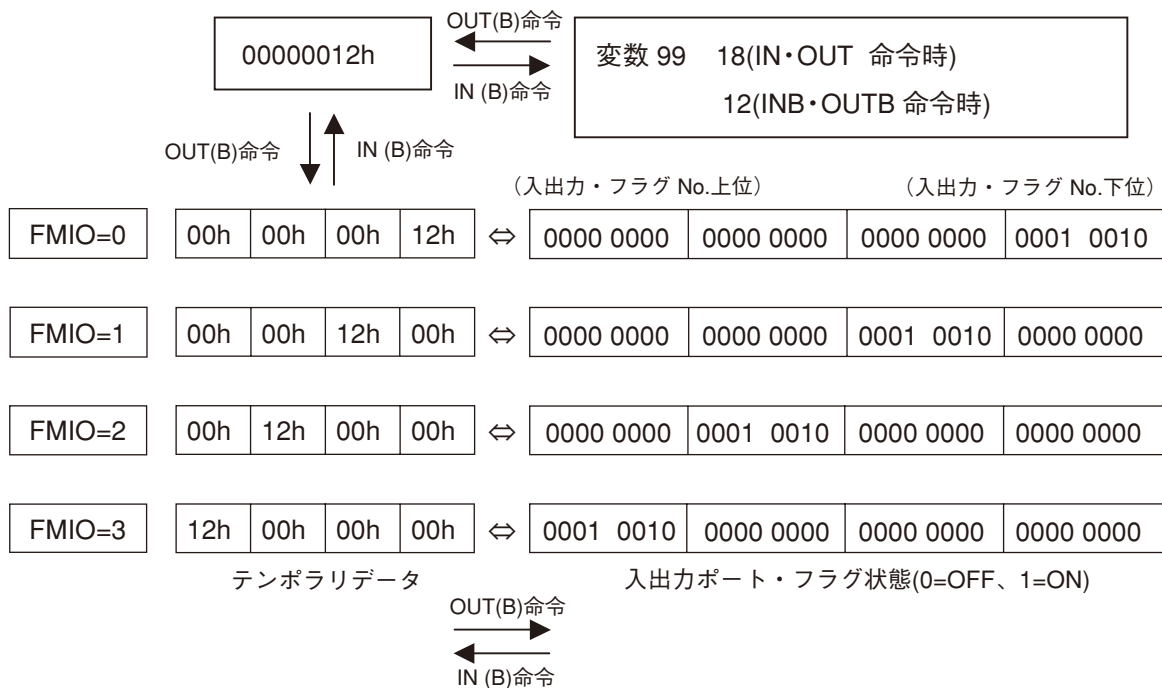 OUT(B)命令
00000012h
変数 99 18(IN・OUT 命令時)
IN (B)命令
12(INB・OUTB 命令時)
OUT(B)命令 IN (B)命令
（入出力・フラグ No.上位） （入出力・フラグ No.下位）
FMIO=0 00h 00h 00h 12h ⇔ 0000 0000 0000 0000 0000 0000 0001 0010
FMIO=1 00h 00h 12h 00h ⇔ 0000 0000 0000 0000 0001 0010 0000 0000
FMIO=2 00h 12h 00h 00h ⇔ 0000 0000 0001 0010 0000 0000 0000 0000
FMIO=3 12h 00h 00h 00h ⇔ 0001 0010 0000 0000 0000 0000 0000 0000
テンポラリデータ 入出力ポート・フラグ状態(0=OFF、1=ON)
OUT(B)命令
IN (B)命令